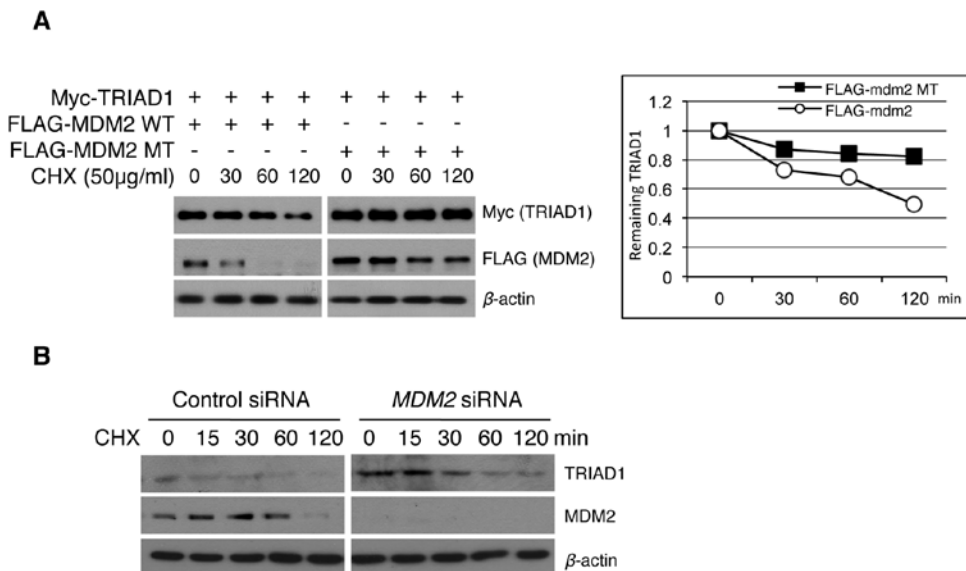 A
Myc-TRIAD1 + + + + + + + +
FLAG-MDM2 WT + + + + - - - -
FLAG-MDM2 MT - - - - + + + +
CHX (50μg/ml) 0 30 60 120 0 30 60 120
Myc (TRIAD1)
FLAG (MDM2)
β-actin
FLAG-mdm2 MT
FLAG-mdm2
Remaining TRIAD1
1.2
1
0.8
0.6
0.4
0.2
0
0 30 60 120 min
B
Control siRNA MDM2 siRNA
CHX 0 15 30 60 120 0 15 30 60 120 min
TRIAD1
MDM2
β-actin